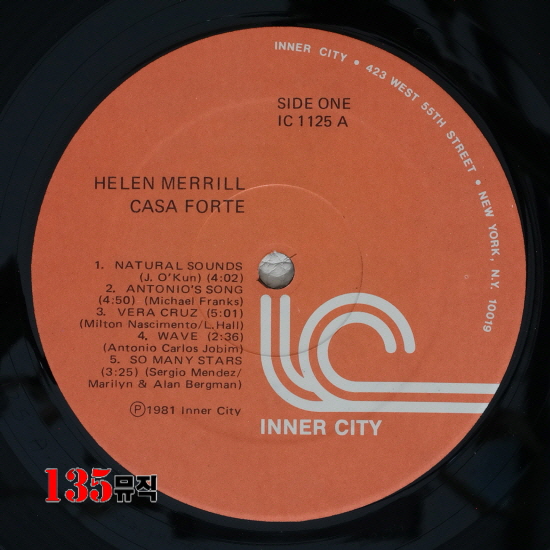 INNER CITY • 423 WEST 55TH STREET • NEW YORK, N.Y. 10019
SIDE ONE
IC 1125 A
HELEN MERRILL
CASA FORTE
1. NATURAL SOUNDS
(J. O'Kun) (4:02)
2. ANTONIO'S SONG
(4:50) (Michael Franks)
3. VERA CRUZ (5:01)
(Milton Nascimento/L. Hall)
4. WAVE (2:36)
(Antonio Carlos Jobim)
5. SO MANY STARS
(3:25) (Sergio Mendez/
Marilyn & Alan Bergman)
Ⓟ1981 Inner City
IC
INNER CITY
135뮤직